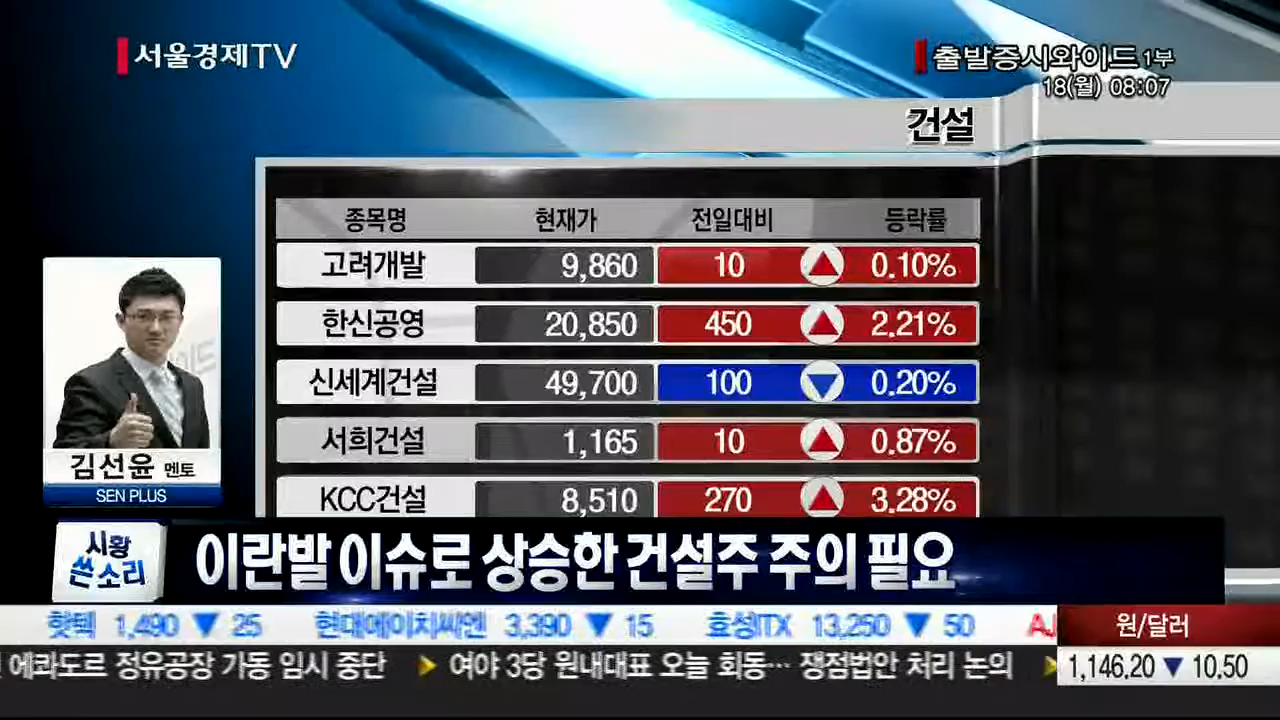 서울경제TV
출발증시와이드 1부
18(월) 08:07
건설
종목명 현재가 전일대비 등락률
고려개발 9,860 10 ▲ 0.10%
한신공영 20,850 450 ▲ 2.21%
신세계건설 49,700 100 ▼ 0.20%
서희건설 1,165 10 ▲ 0.87%
KCC건설 8,510 270 ▲ 3.28%
김선윤 멘토
SEN PLUS
시황 쓴소리
이란발 이슈로 상승한 건설주 주의 필요
핫텍 1,490 ▼ 25 현대에이치씨엔 3,390 ▼ 15 효성ITX 13,250 ▼ 50
원/달러
에콰도르 정유공장 가동 임시 중단 ▶ 여야 3당 원내대표 오늘 회동… 쟁점법안 처리 논의
1,146.20 ▼ 10.50